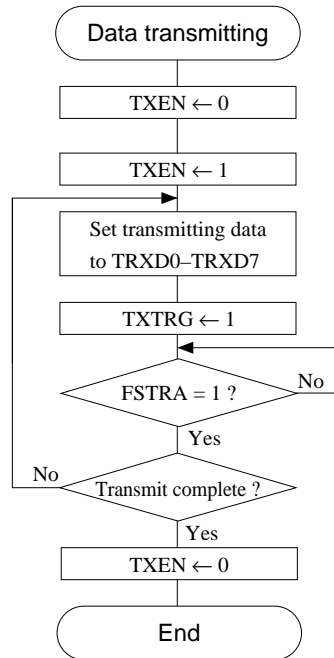 Data transmitting
TXEN ← 0
TXEN ← 1
Set transmitting data
to TRXD0–TRXD7
TXTRG ← 1
FSTRA = 1 ?
No
Yes
No
Transmit complete ?
Yes
TXEN ← 0
End